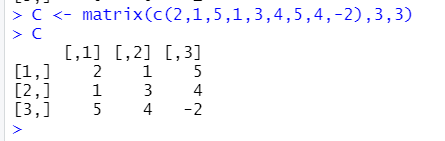 > C <- matrix(c(2,1,5,1,3,4,5,4,-2),3,3)
> C
[,1] [,2] [,3]
[1,] 2 1 5
[2,] 1 3 4
[3,] 5 4 -2
>